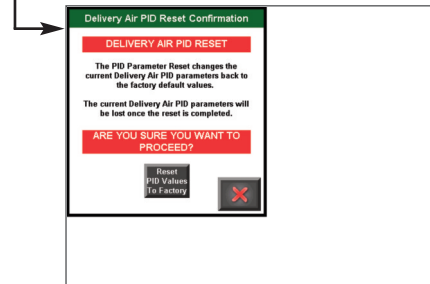 Delivery Air PID Reset Confirmation
DELIVERY AIR PID RESET
The PID Parameter Reset changes the
current Delivery Air PID parameters back to
the factory default values.
The current Delivery Air PID parameters will
be lost once the reset is completed.
ARE YOU SURE YOU WANT TO
PROCEED?
Reset
PID Values
To Factory